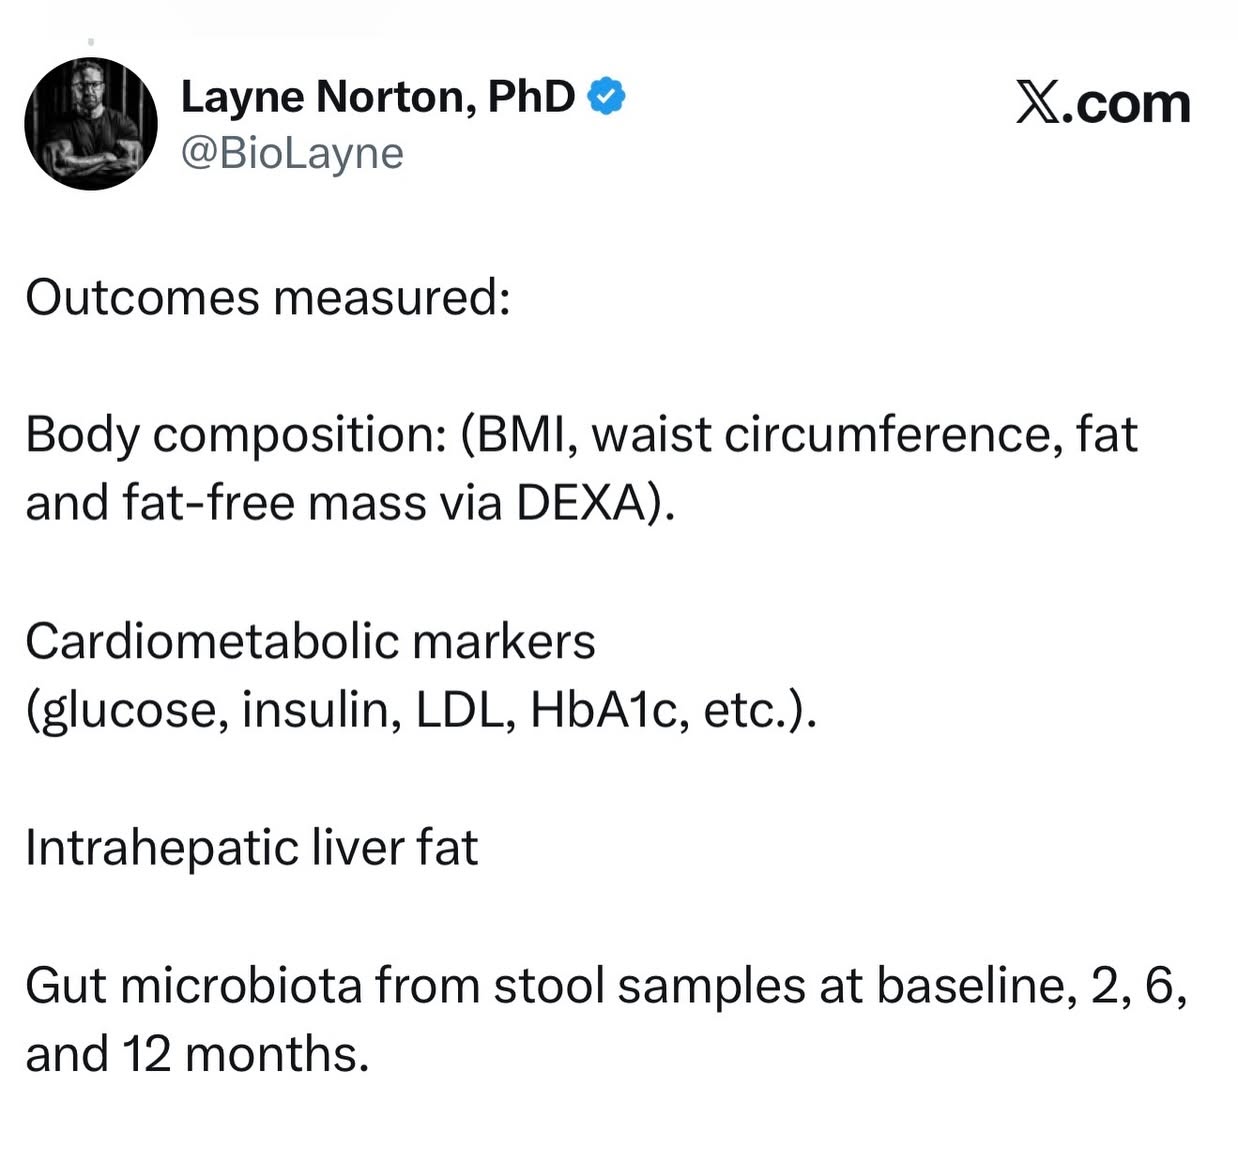 Layne Norton, PhD
X.com
@BioLayne
Outcomes measured:
Body composition: (BMI, waist circumference, fat
and fat-free mass via DEXA).
Cardiometabolic markers
(glucose, insulin, LDL, HbA1c, etc.).
Intrahepatic liver fat
Gut microbiota from stool samples at baseline, 2, 6,
and 12 months.